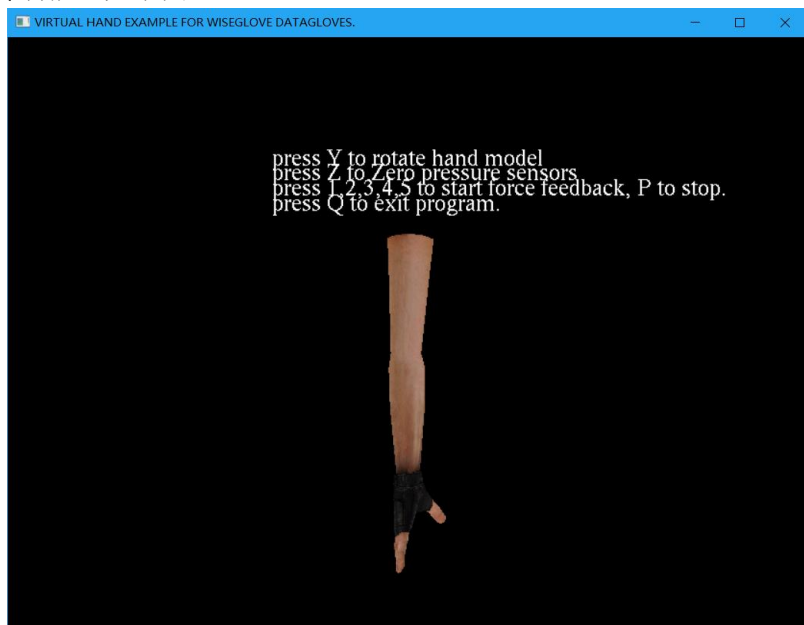 VIRTUAL HAND EXAMPLE FOR WISEGLOVE DATAGLOVES.
press Y to rotate hand model
press Z to Zero pressure sensors
press 1,2,3,4,5 to start force feedback, P to stop.
press Q to exit program.